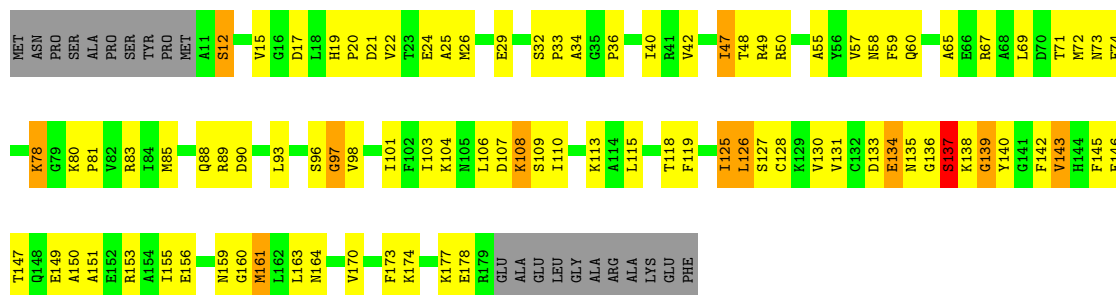 MET ASN PRO SER ALA PRO SER TYR PRO MET A11 S12 V15 G16 D17 L18 H19 P20 D21 V22 T23 E24 A25 M26 E29 S32 P33 A34 G35 P36 I40 R41 V42 I47 T48 R49 R50 A55 Y56 V57 N58 F59 Q60 A65 E66 R67 A68 L69 D70 T71 M72 N73
K78 G79 K80 P81 V82 R83 I84 M85 Q88 R89 D90 L93 S96 G97 V98 I101 F102 I103 K104 N105 L106 D107 K108 S109 I110 K113 A114 L115 T118 F119 I125 L126 S127 C128 K129 V130 V131 C132 D133 E134 N135 G136 S137 K138 G139 Y140 G141 F142 V143 H144 F145
T147 Q148 E149 A150 A151 E152 R153 A154 I155 E156 N159 G160 M161 L162 L163 N164 V170 F173 K174 K177 E178 R179 GLU ALA GLU LEU GLY ALA ARG ALA LYS GLU PHE